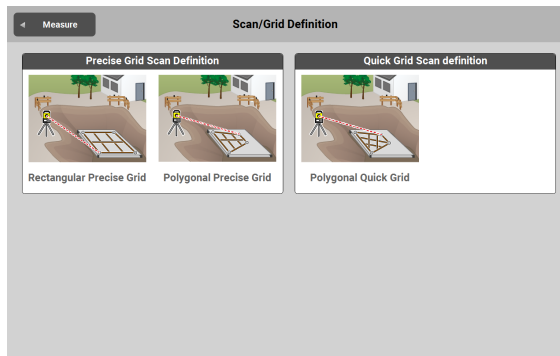 Measure
Scan/Grid Definition
Precise Grid Scan Definition
Rectangular Precise Grid
Polygonal Precise Grid
Quick Grid Scan definition
Polygonal Quick Grid